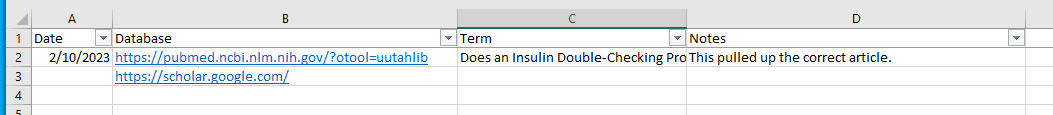 A B C D
1 Date Database Term Notes
2 2/10/2023 https://pubmed.ncbi.nlm.nih.gov/?otool=uutahlib Does an Insulin Double-Checking Pro This pulled up the correct article.
3 https://scholar.google.com/
4
5